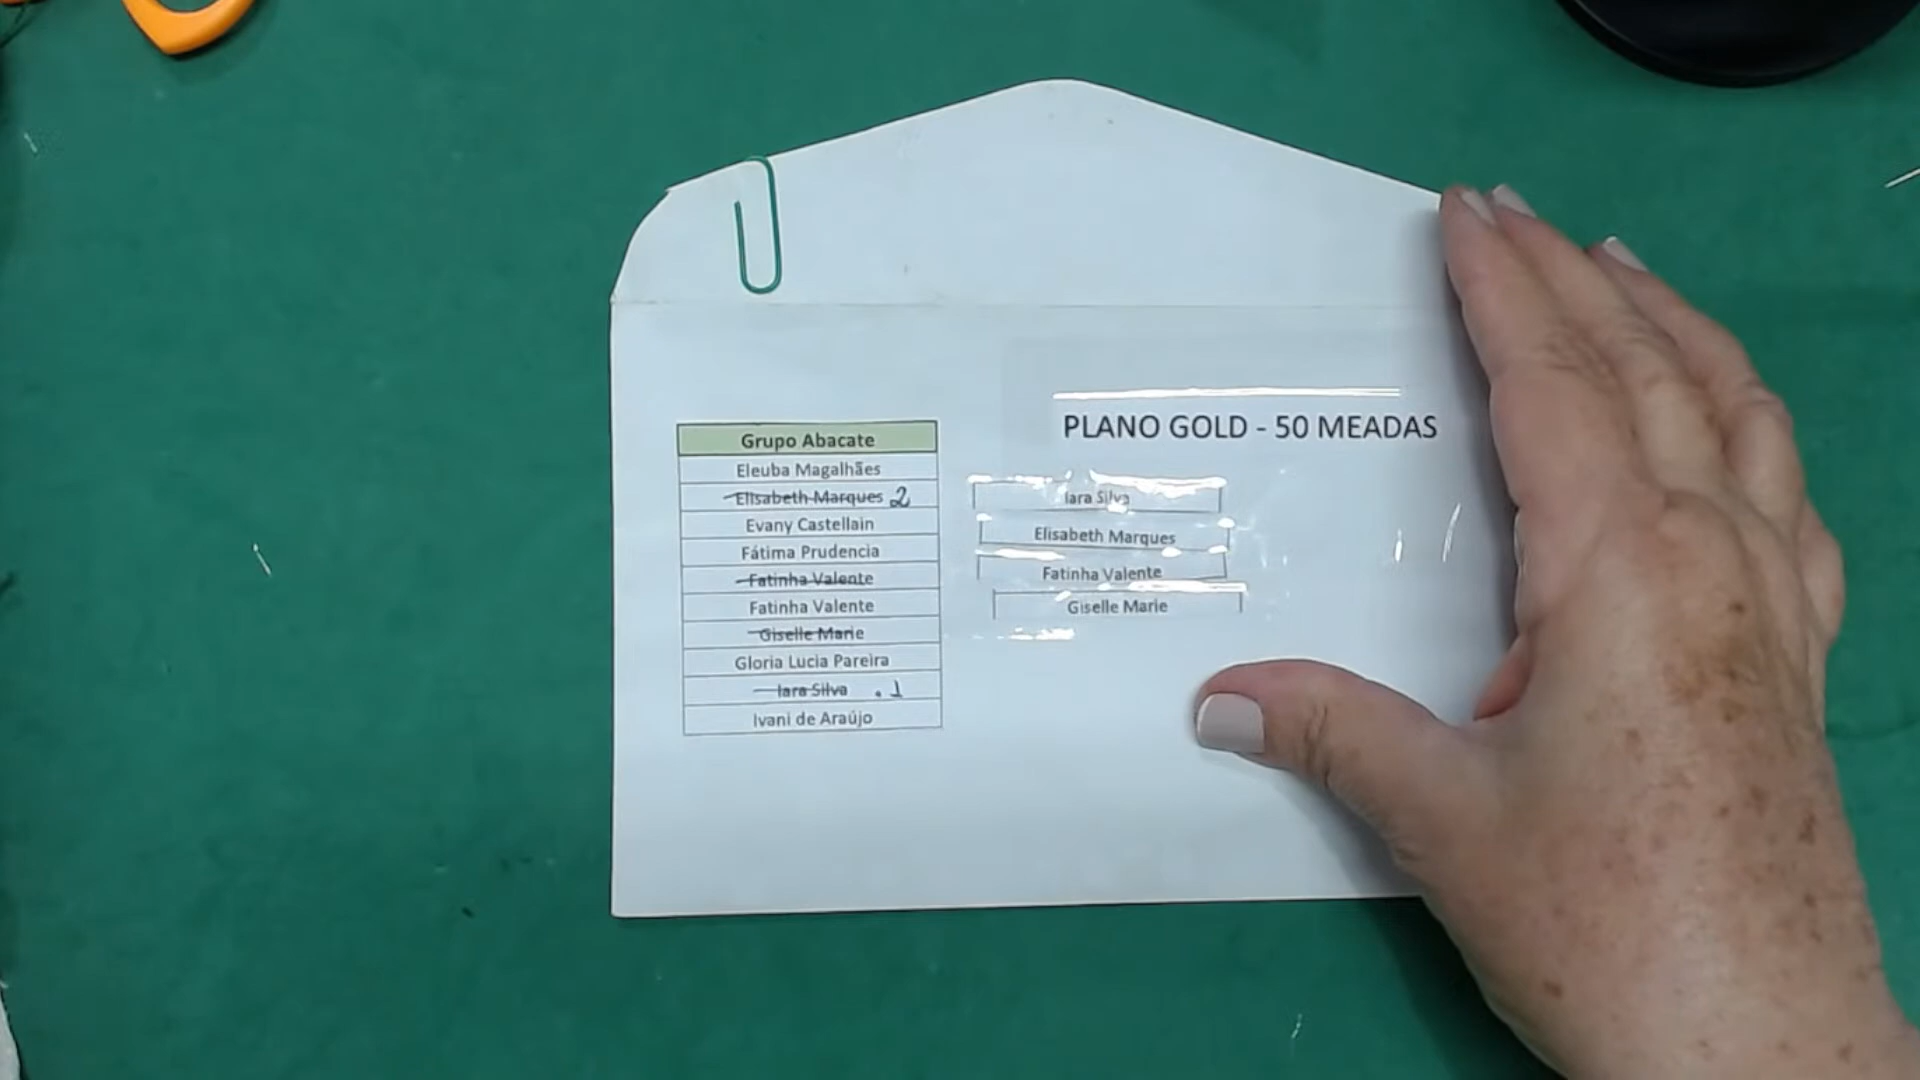 Grupo Abacate
Eleuba Magalhães
Elisabeth Marques 2
Evany Castellain
Fátima Prudencia
Fatinha Valente
Fatinha Valente
Giselle Marie
Gloria Lucia Pareira
Iara Silva . 1
Ivani de Araújo
PLANO GOLD - 50 MEADAS
Iara Silva
Elisabeth Marques
Fatinha Valente
Giselle Marie